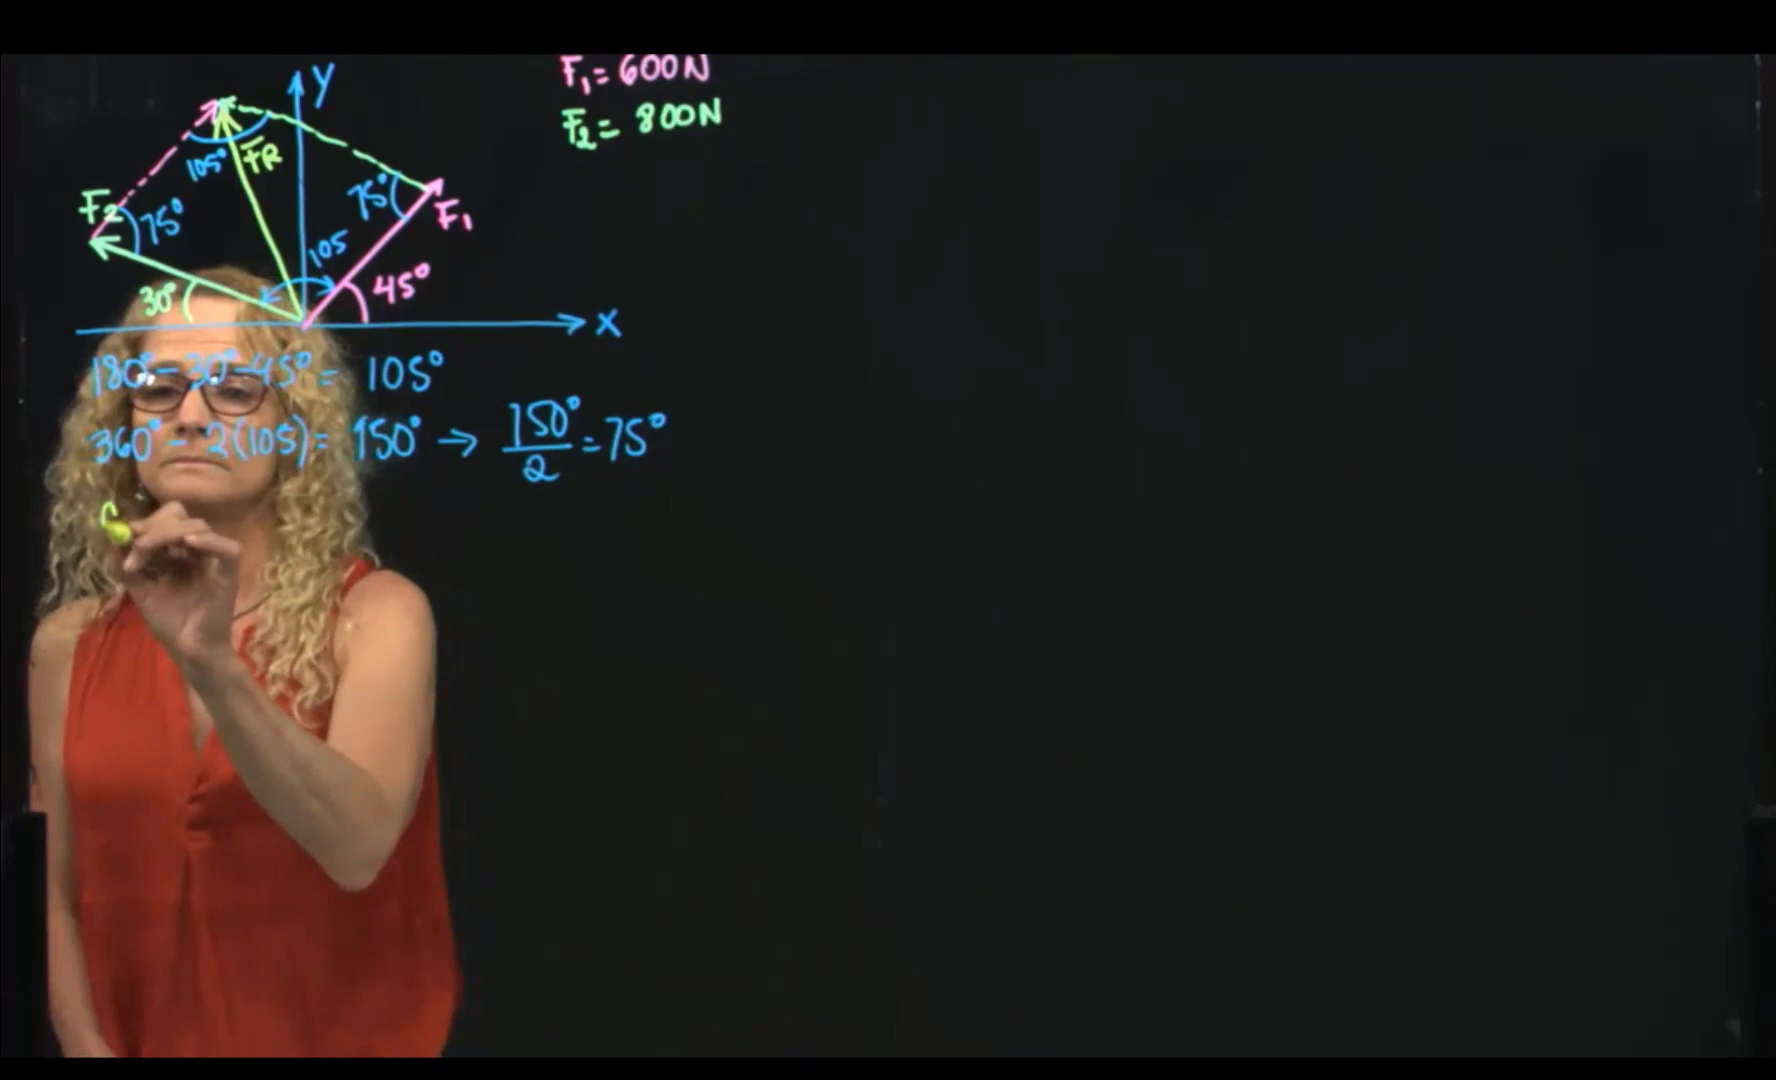 Y
F₁ = 600N
F₂ = 800N
105°
FR
F₂
75°
75°
F₁
105
30°
45°
X
180° - 30° - 45° = 105°
360° - 2(105) = 150° → 150°/2 = 75°